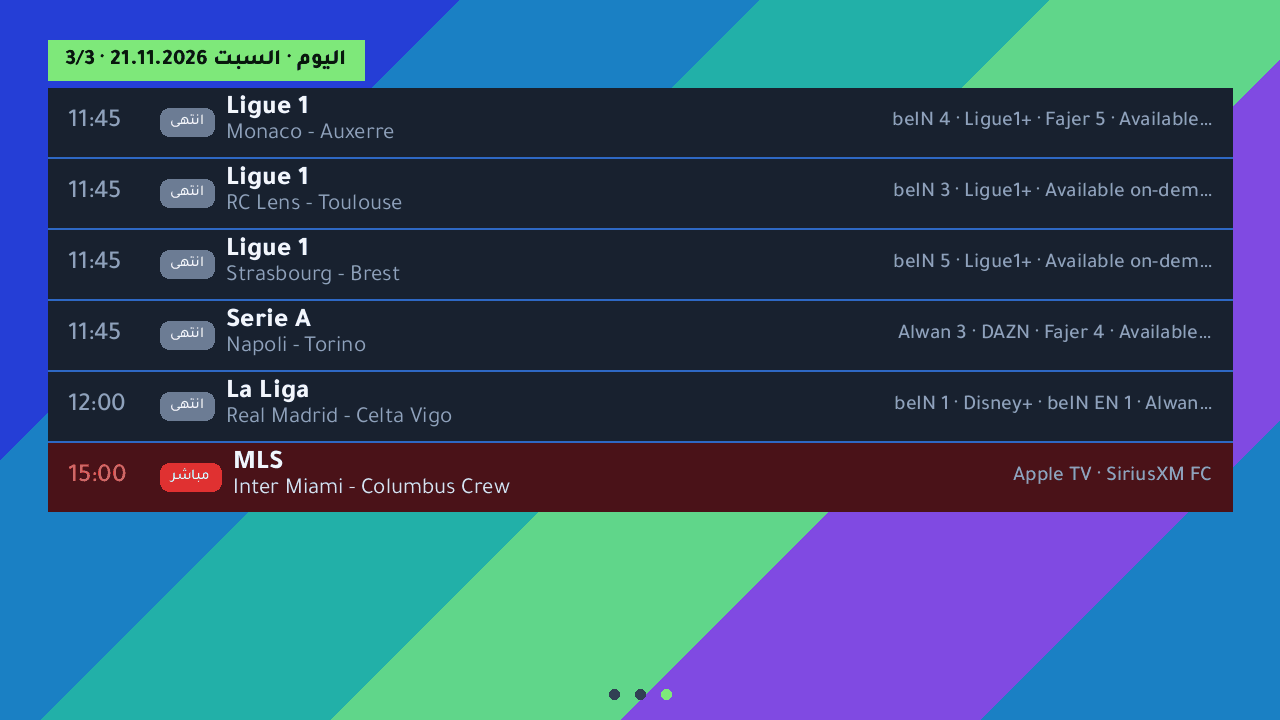 اليوم · السبت 21.11.2026 · 3/3
11:45 انتهى Ligue 1 beIN 4 · Ligue1+ · Fajer 5 · Available…
Monaco - Auxerre
11:45 انتهى Ligue 1 beIN 3 · Ligue1+ · Available on-dem…
RC Lens - Toulouse
11:45 انتهى Ligue 1 beIN 5 · Ligue1+ · Available on-dem…
Strasbourg - Brest
11:45 انتهى Serie A Alwan 3 · DAZN · Fajer 4 · Available…
Napoli - Torino
12:00 انتهى La Liga beIN 1 · Disney+ · beIN EN 1 · Alwan…
Real Madrid - Celta Vigo
15:00 مباشر MLS Apple TV · SiriusXM FC
Inter Miami - Columbus Crew